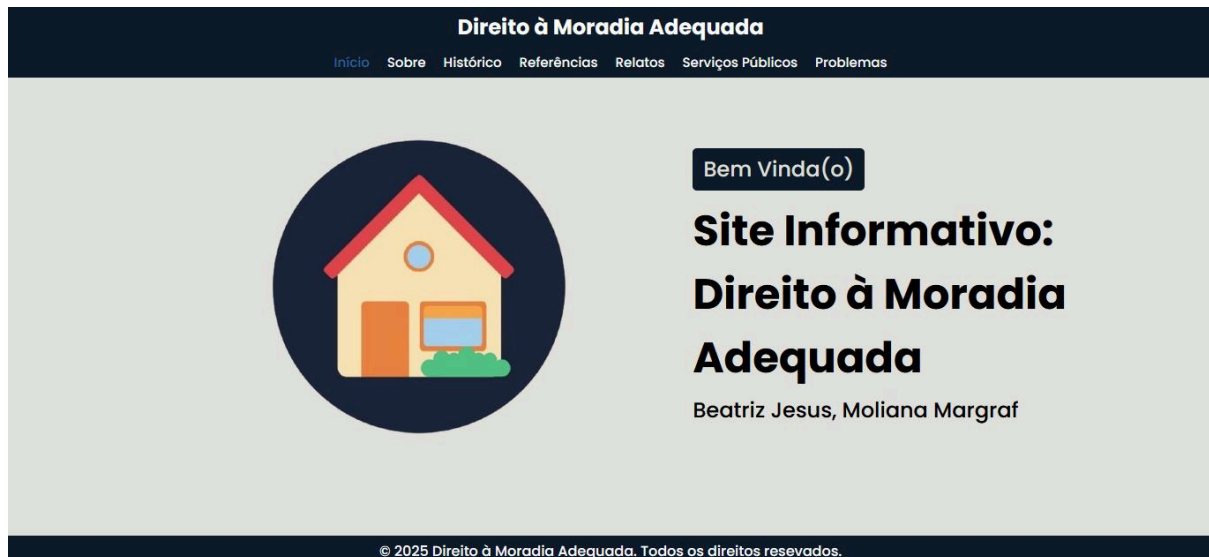 Direito à Moradia Adequada
Início Sobre Histórico Referências Relatos Serviços Públicos Problemas
Bem Vinda(o)
Site Informativo:
Direito à Moradia
Adequada
Beatriz Jesus, Moliana Margraf
© 2025 Direito à Moradia Adequada. Todos os direitos resevados.